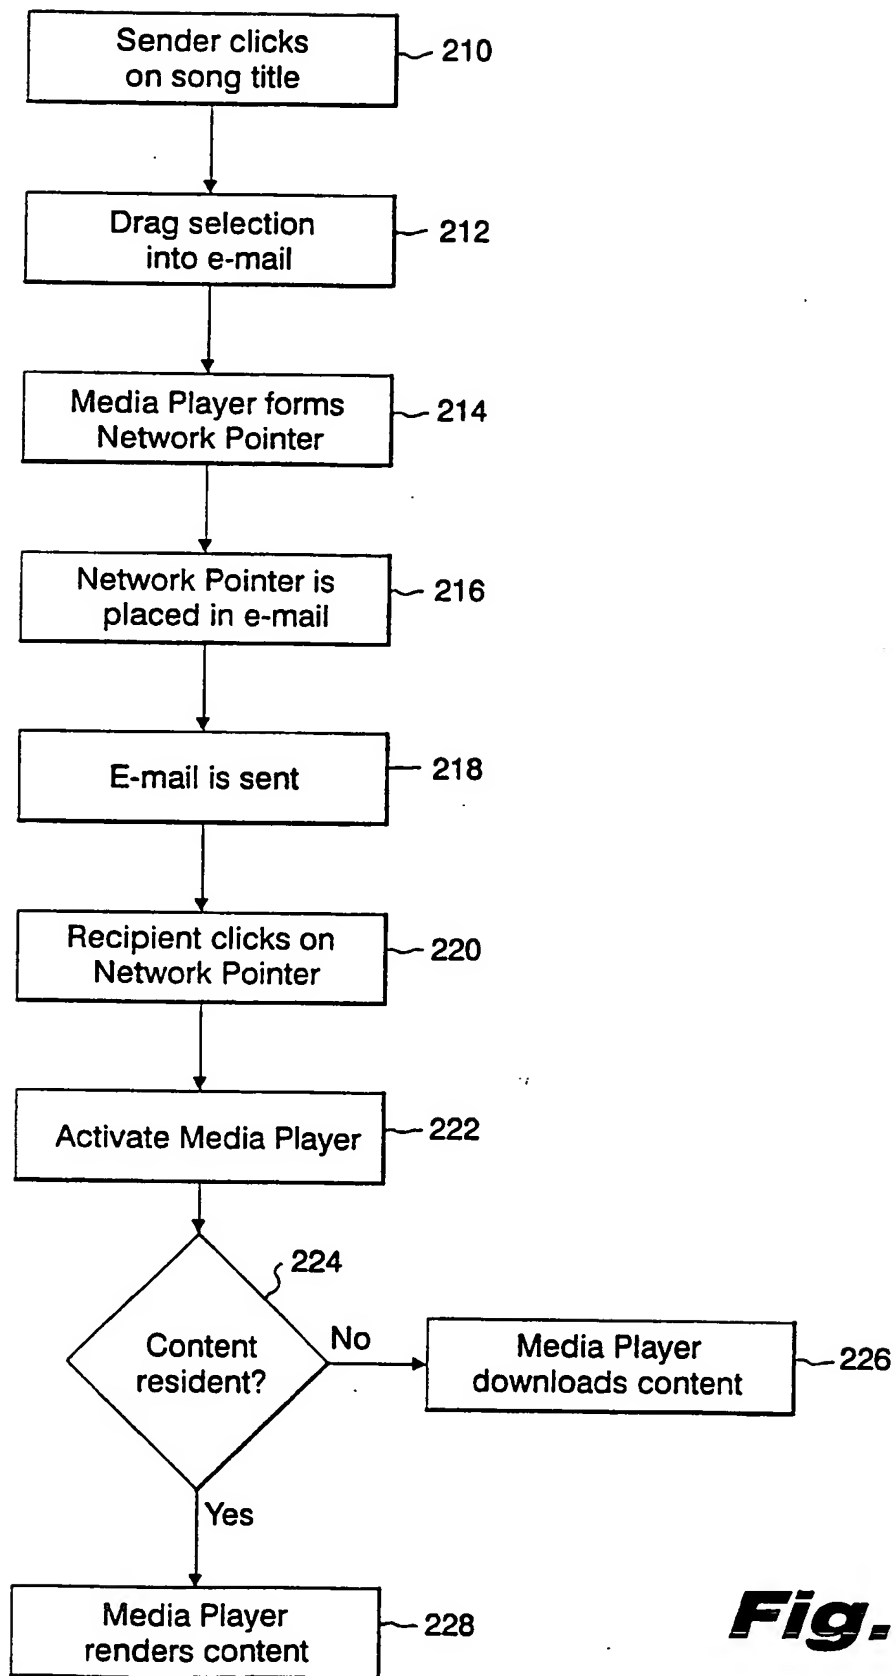 Sender clicks
on song title
210
Drag selection
into e-mail
212
Media Player forms
Network Pointer
214
Network Pointer is
placed in e-mail
216
E-mail is sent
218
Recipient clicks on
Network Pointer
220
Activate Media Player
222
224
Content
resident?
No
Media Player
downloads content
226
Yes
Media Player
renders content
228
Fig.